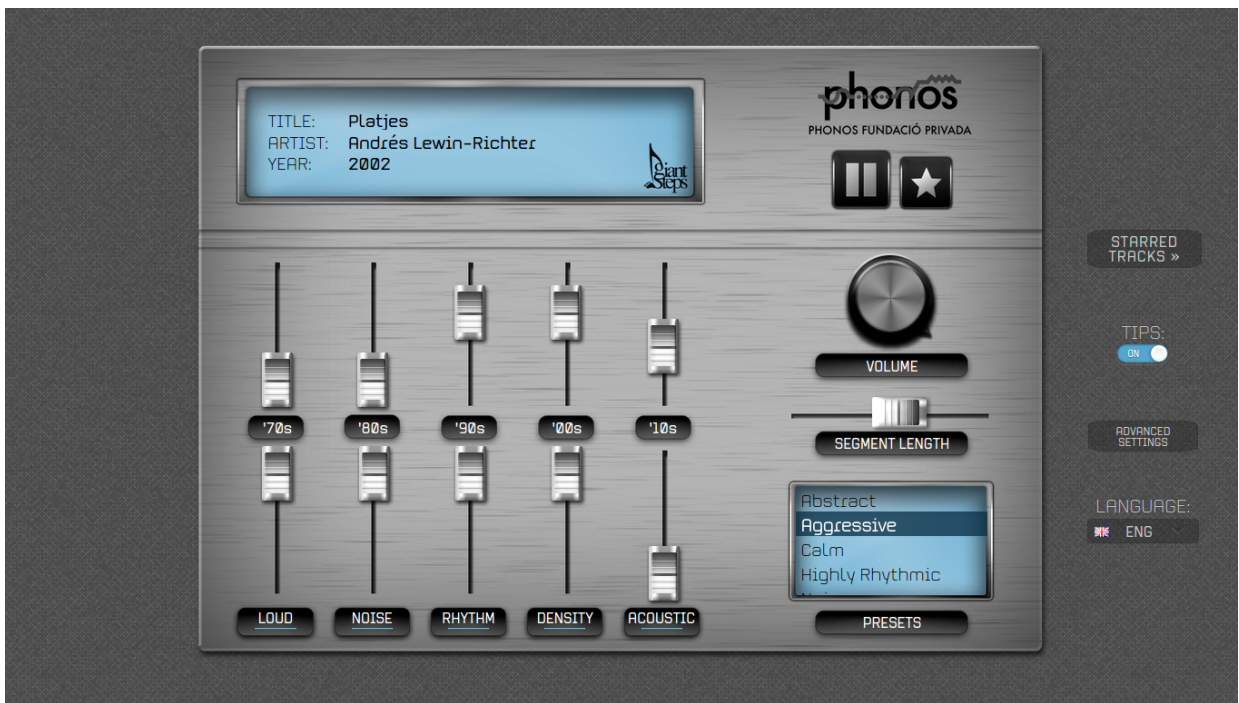 TITLE: Platjes
ARTIST: Andrés Lewin-Richter
YEAR: 2002
giant
Steps
phonos
PHONOS FUNDACIÓ PRIVADA
STARRED
TRACKS »
TIPS:
ON
'70s '80s '90s '00s '10s
VOLUME
SEGMENT LENGTH
ADVANCED
SETTINGS
Abstract
Aggressive
Calm
Highly Rhythmic
LANGUAGE:
ENG
LOUD NOISE RHYTHM DENSITY ACOUSTIC
PRESETS